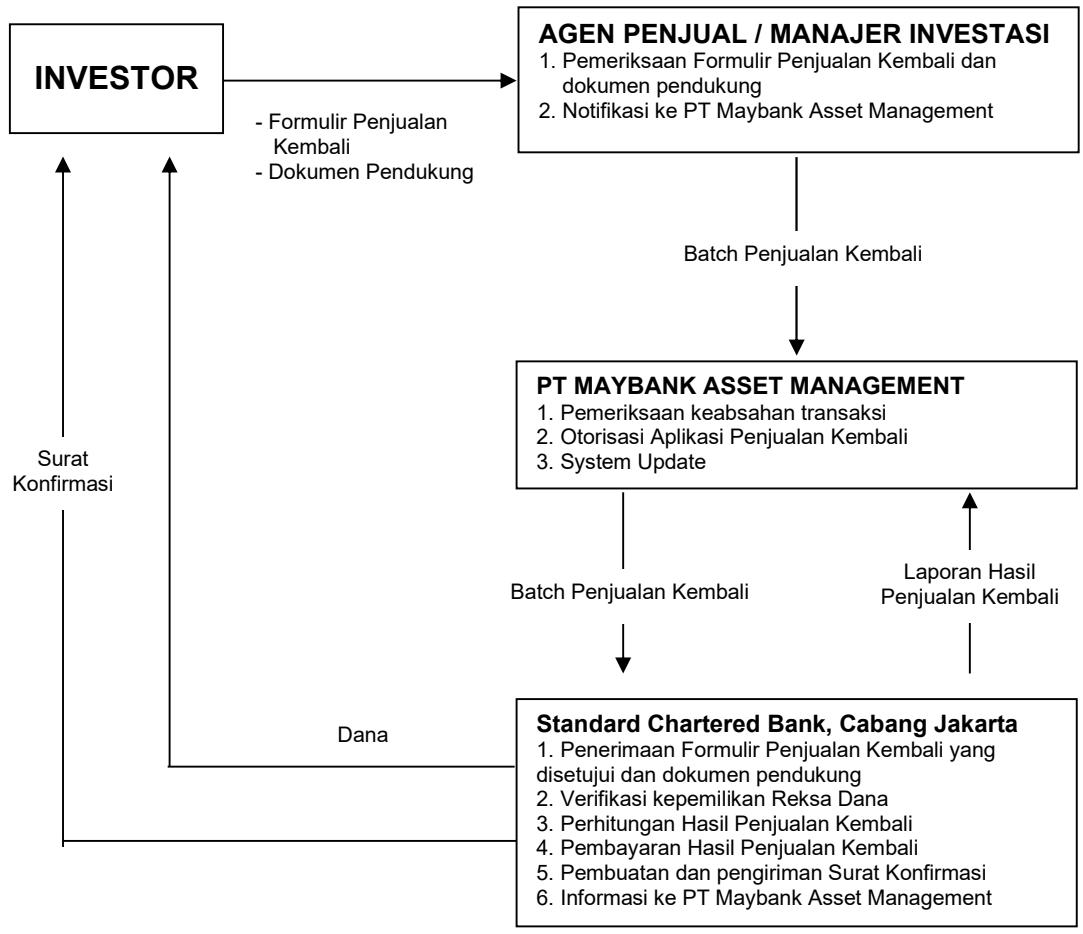 INVESTOR
AGEN PENJUAL / MANAJER INVESTASI
1. Pemeriksaan Formulir Penjualan Kembali dan
dokumen pendukung
2. Notifikasi ke PT Maybank Asset Management
- Formulir Penjualan
Kembali
- Dokumen Pendukung
Batch Penjualan Kembali
PT MAYBANK ASSET MANAGEMENT
1. Pemeriksaan keabsahan transaksi
2. Otorisasi Aplikasi Penjualan Kembali
3. System Update
Surat
Konfirmasi
Batch Penjualan Kembali
Laporan Hasil
Penjualan Kembali
Dana
Standard Chartered Bank, Cabang Jakarta
1. Penerimaan Formulir Penjualan Kembali yang
disetujui dan dokumen pendukung
2. Verifikasi kepemilikan Reksa Dana
3. Perhitungan Hasil Penjualan Kembali
4. Pembayaran Hasil Penjualan Kembali
5. Pembuatan dan pengiriman Surat Konfirmasi
6. Informasi ke PT Maybank Asset Management